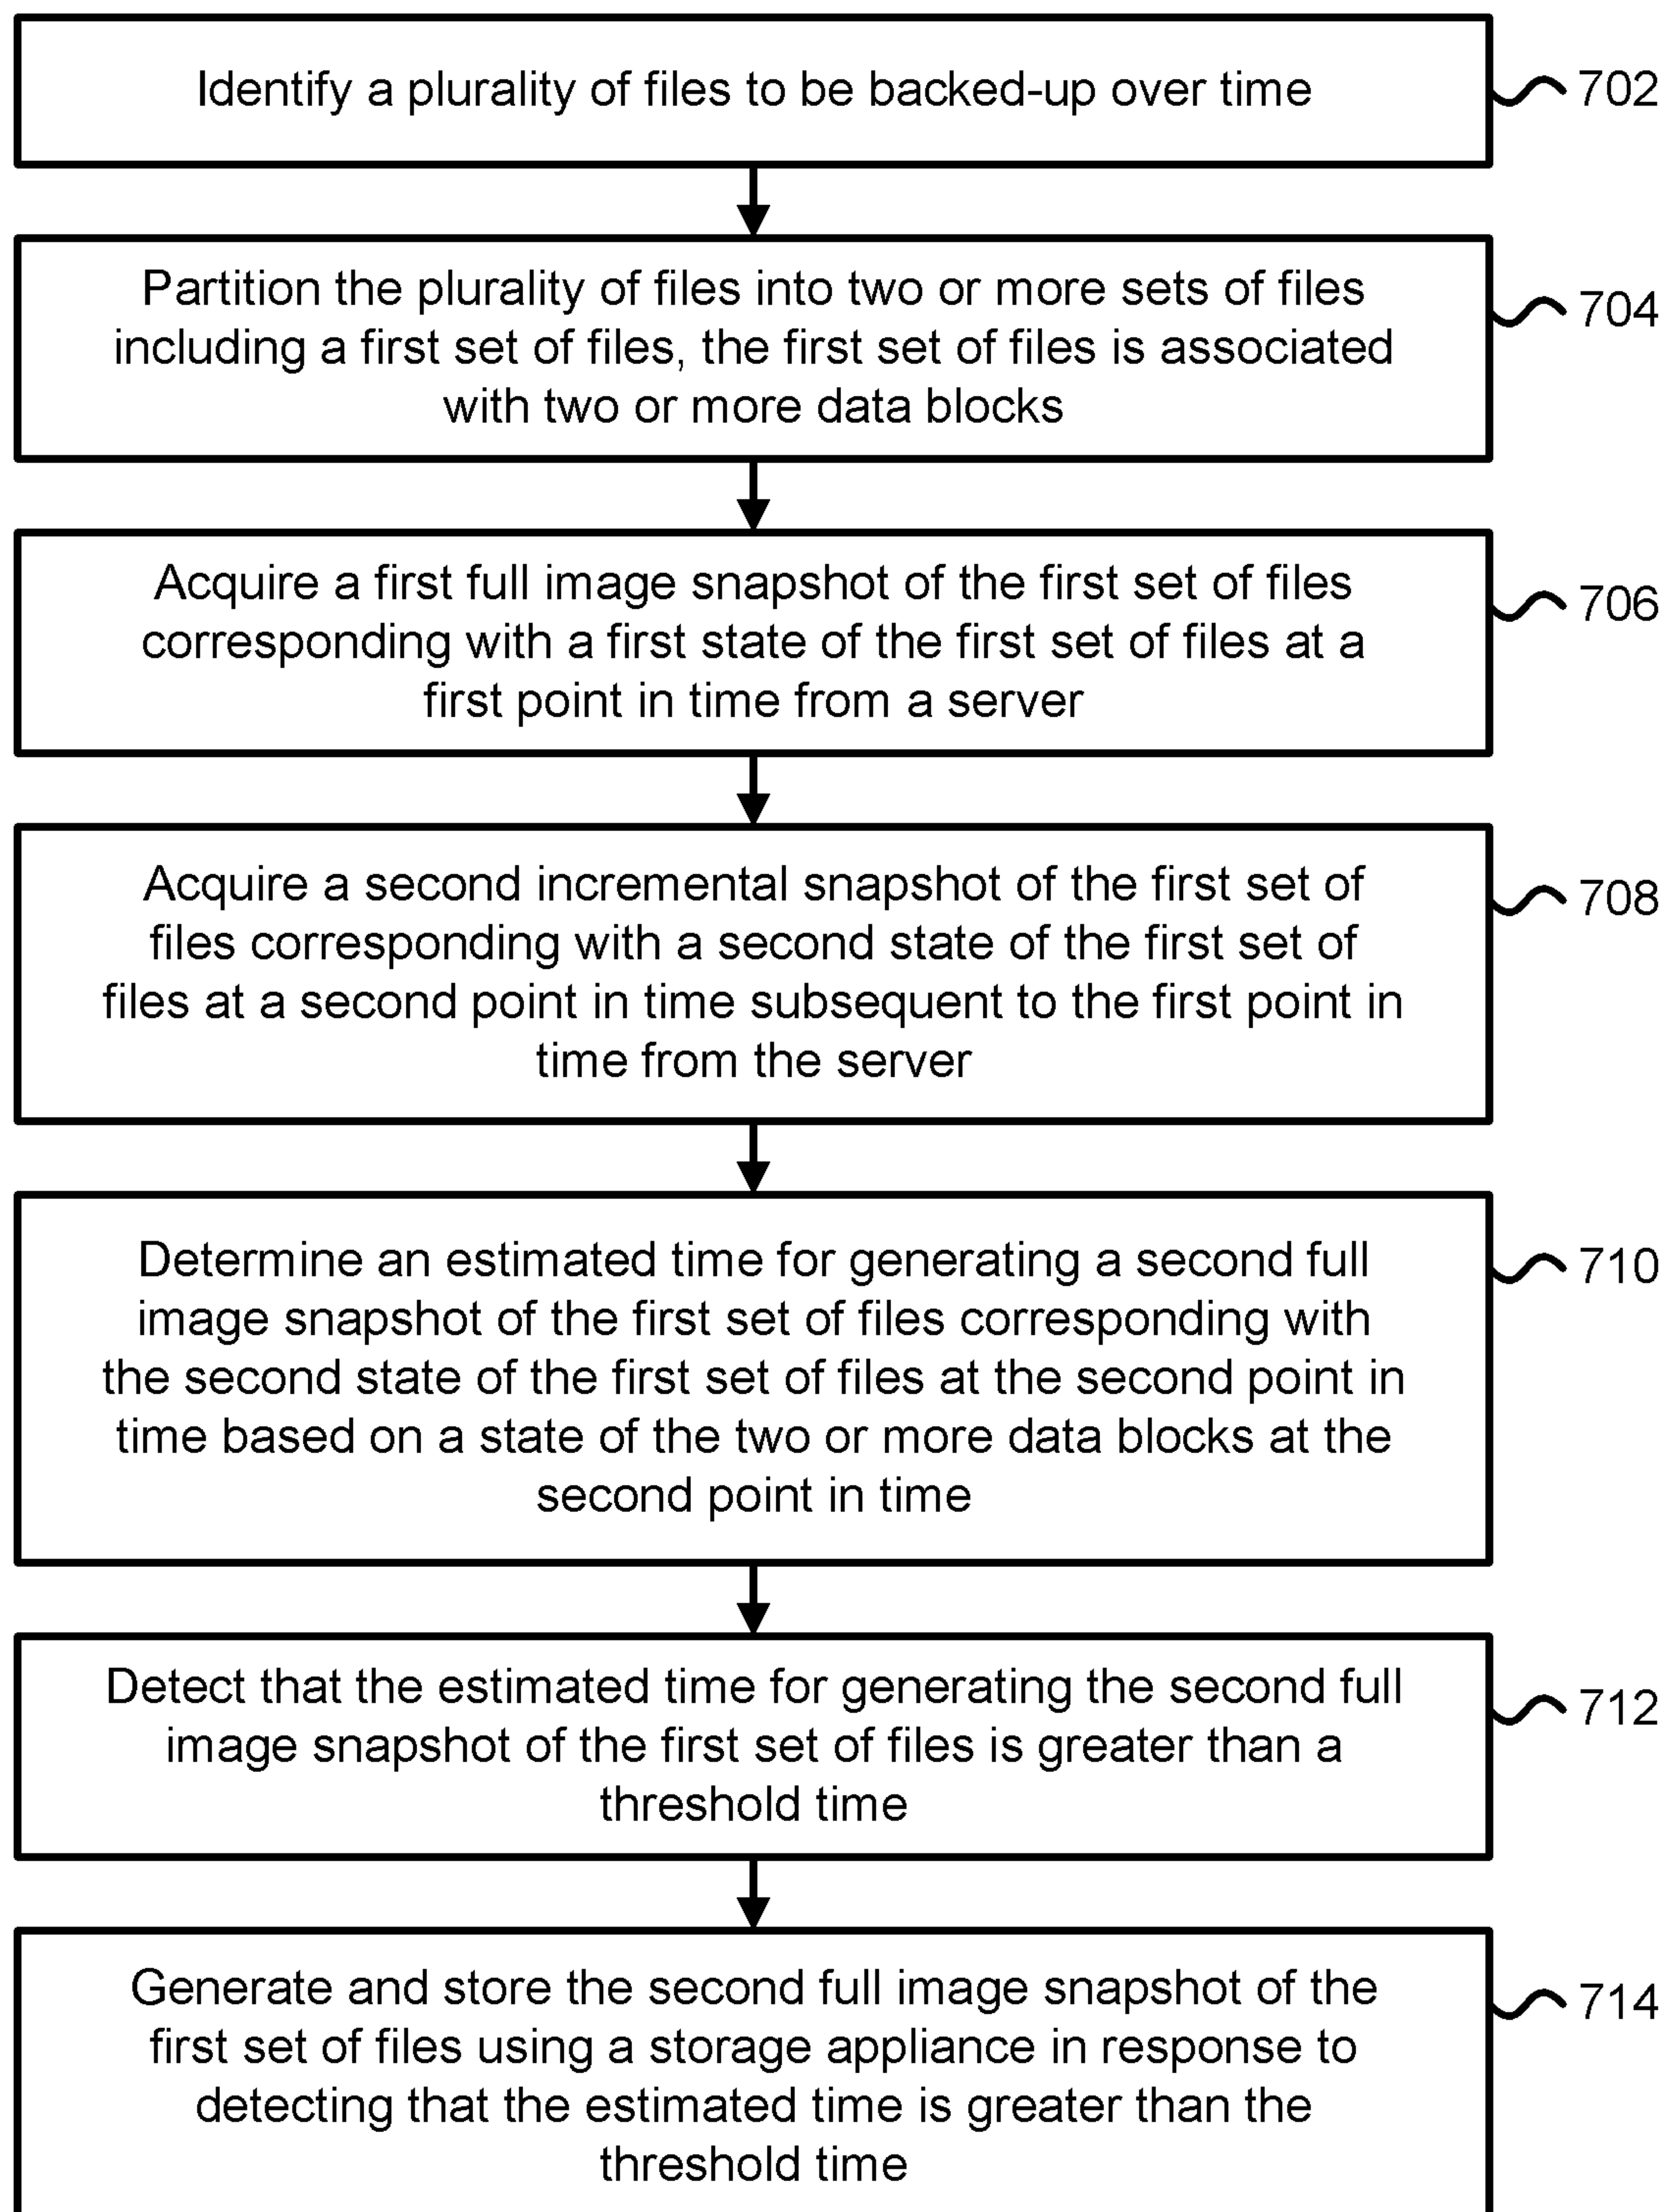 Identify a plurality of files to be backed-up over time
702
Partition the plurality of files into two or more sets of files
including a first set of files, the first set of files is associated
with two or more data blocks
704
Acquire a first full image snapshot of the first set of files
corresponding with a first state of the first set of files at a
first point in time from a server
706
Acquire a second incremental snapshot of the first set of
files corresponding with a second state of the first set of
files at a second point in time subsequent to the first point in
time from the server
708
Determine an estimated time for generating a second full
image snapshot of the first set of files corresponding with
the second state of the first set of files at the second point in
time based on a state of the two or more data blocks at the
second point in time
710
Detect that the estimated time for generating the second full
image snapshot of the first set of files is greater than a
threshold time
712
Generate and store the second full image snapshot of the
first set of files using a storage appliance in response to
detecting that the estimated time is greater than the
threshold time
714